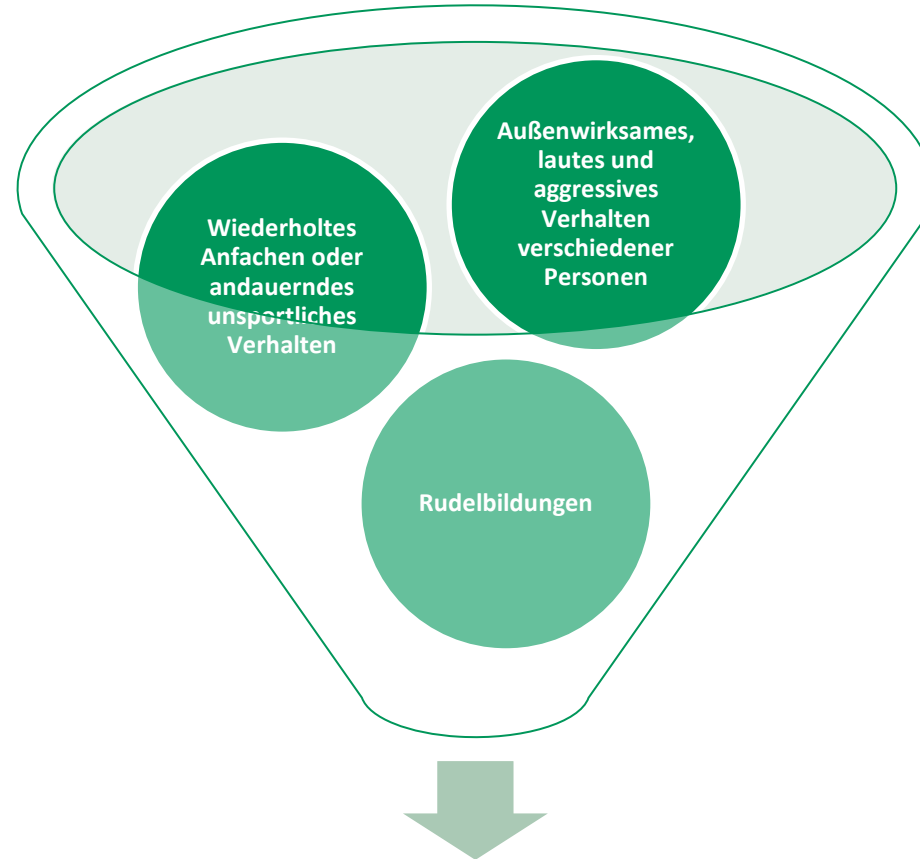 Außenwirksames,
lautes und
aggressives
Verhalten
verschiedener
Personen
Wiederholtes
Anfachen oder
andauerndes
unsportliches
Verhalten
Rudelbildungen